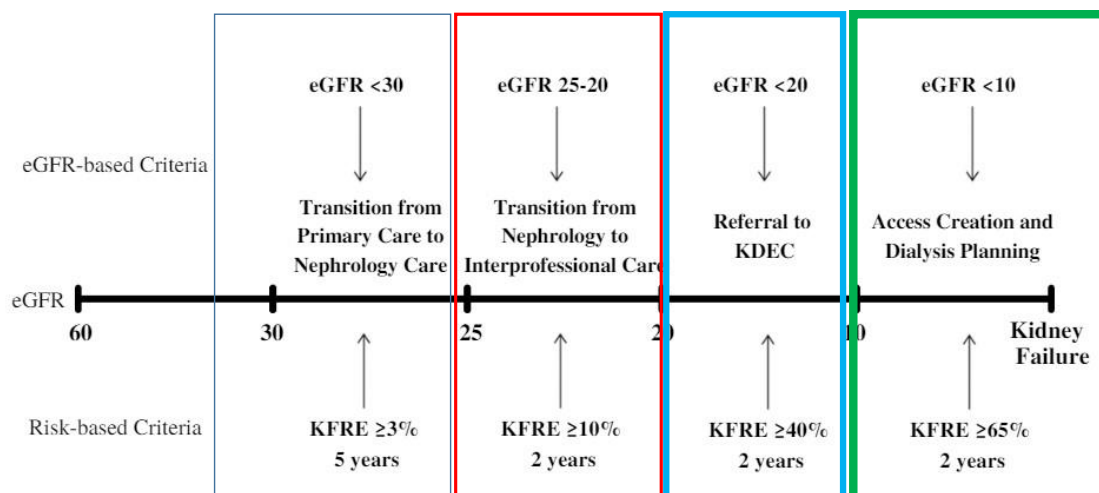 eGFR <30
eGFR 25-20
eGFR <20
eGFR <10
eGFR-based Criteria
Transition from
Primary Care to
Nephrology Care
Transition from
Nephrology to
Interprofessional Care
Referral to
KDEC
Access Creation and
Dialysis Planning
eGFR
60
30
25
20
10
Kidney
Failure
Risk-based Criteria
KFRE ≥3%
5 years
KFRE ≥10%
2 years
KFRE ≥40%
2 years
KFRE ≥65%
2 years